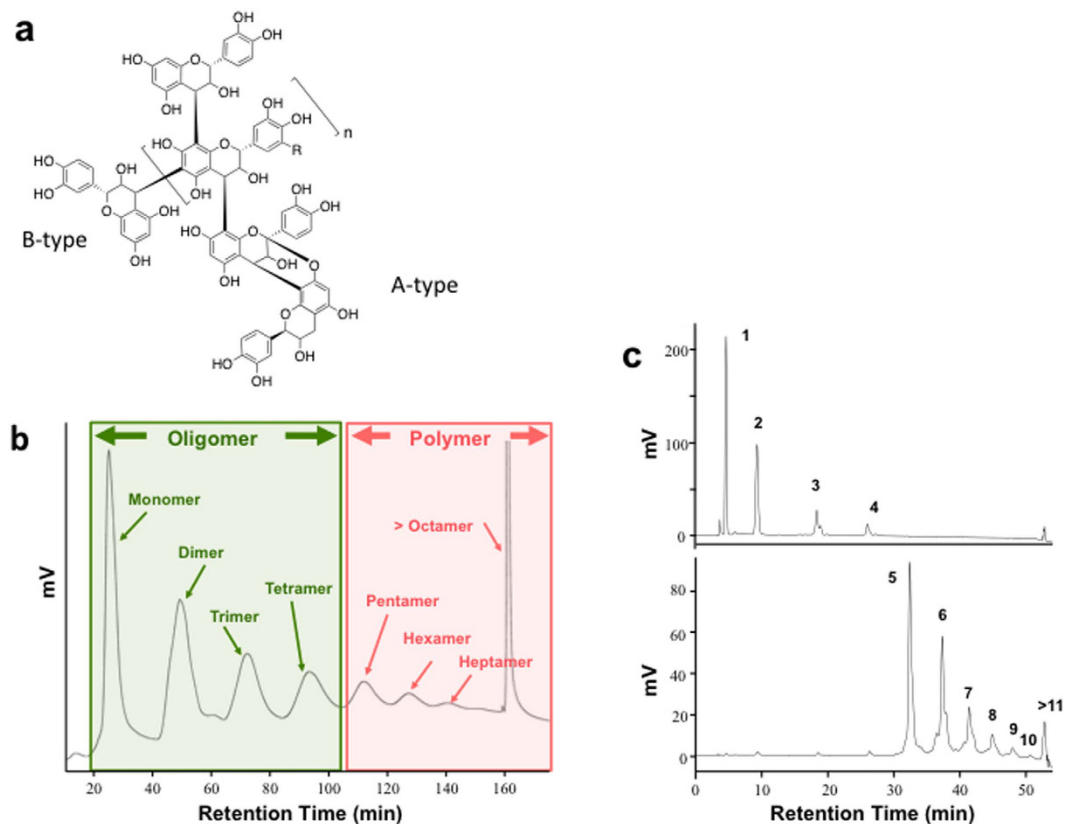 a
OH
OH
HO
O
OH
OH
OH
OH
n
HO
O
R
HO
OH
OH
HO
OH
OH
HO
O
OH
B-type
OH
OH
HO
O
OH
O
OH
A-type
O
OH
HO
OH
OH
b
Oligomer
Polymer
Monomer
> Octamer
Dimer
Tetramer
Trimer
Pentamer
Hexamer
Heptamer
mV
20 40 60 80 100 120 140 160
Retention Time (min)
c
1
200
2
100
3
4
0
mV
80
5
60
6
40
7
20
8
9
10
>11
0
mV
0 10 20 30 40 50
Retention Time (min)